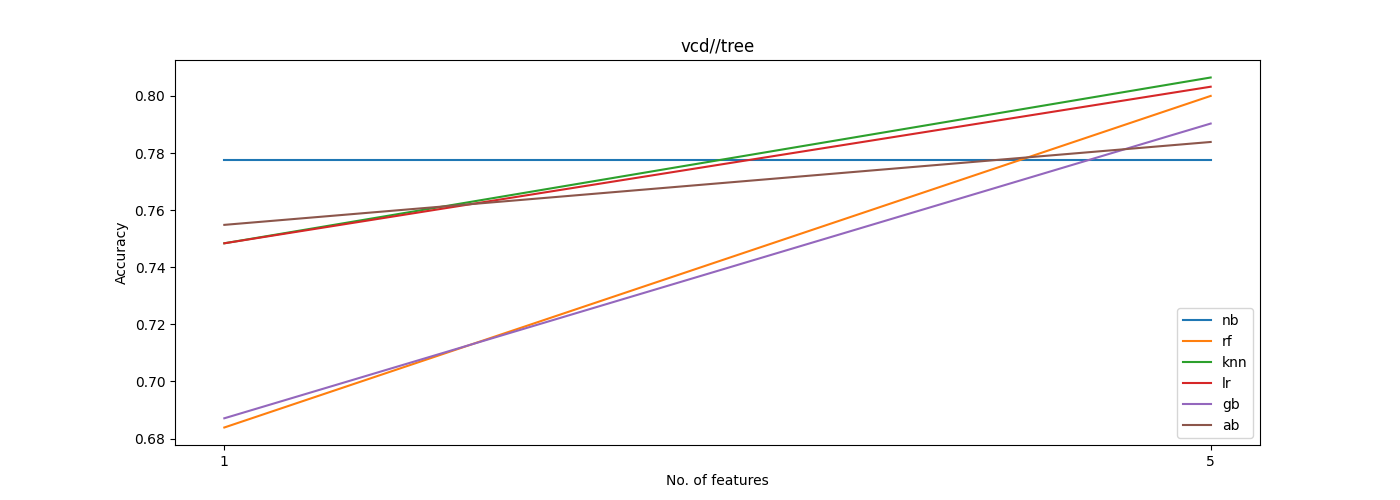 vcd//tree
Accuracy
0.80
0.78
0.76
0.74
0.72
0.70
0.68
1
5
No. of features
nb
rf
knn
lr
gb
ab